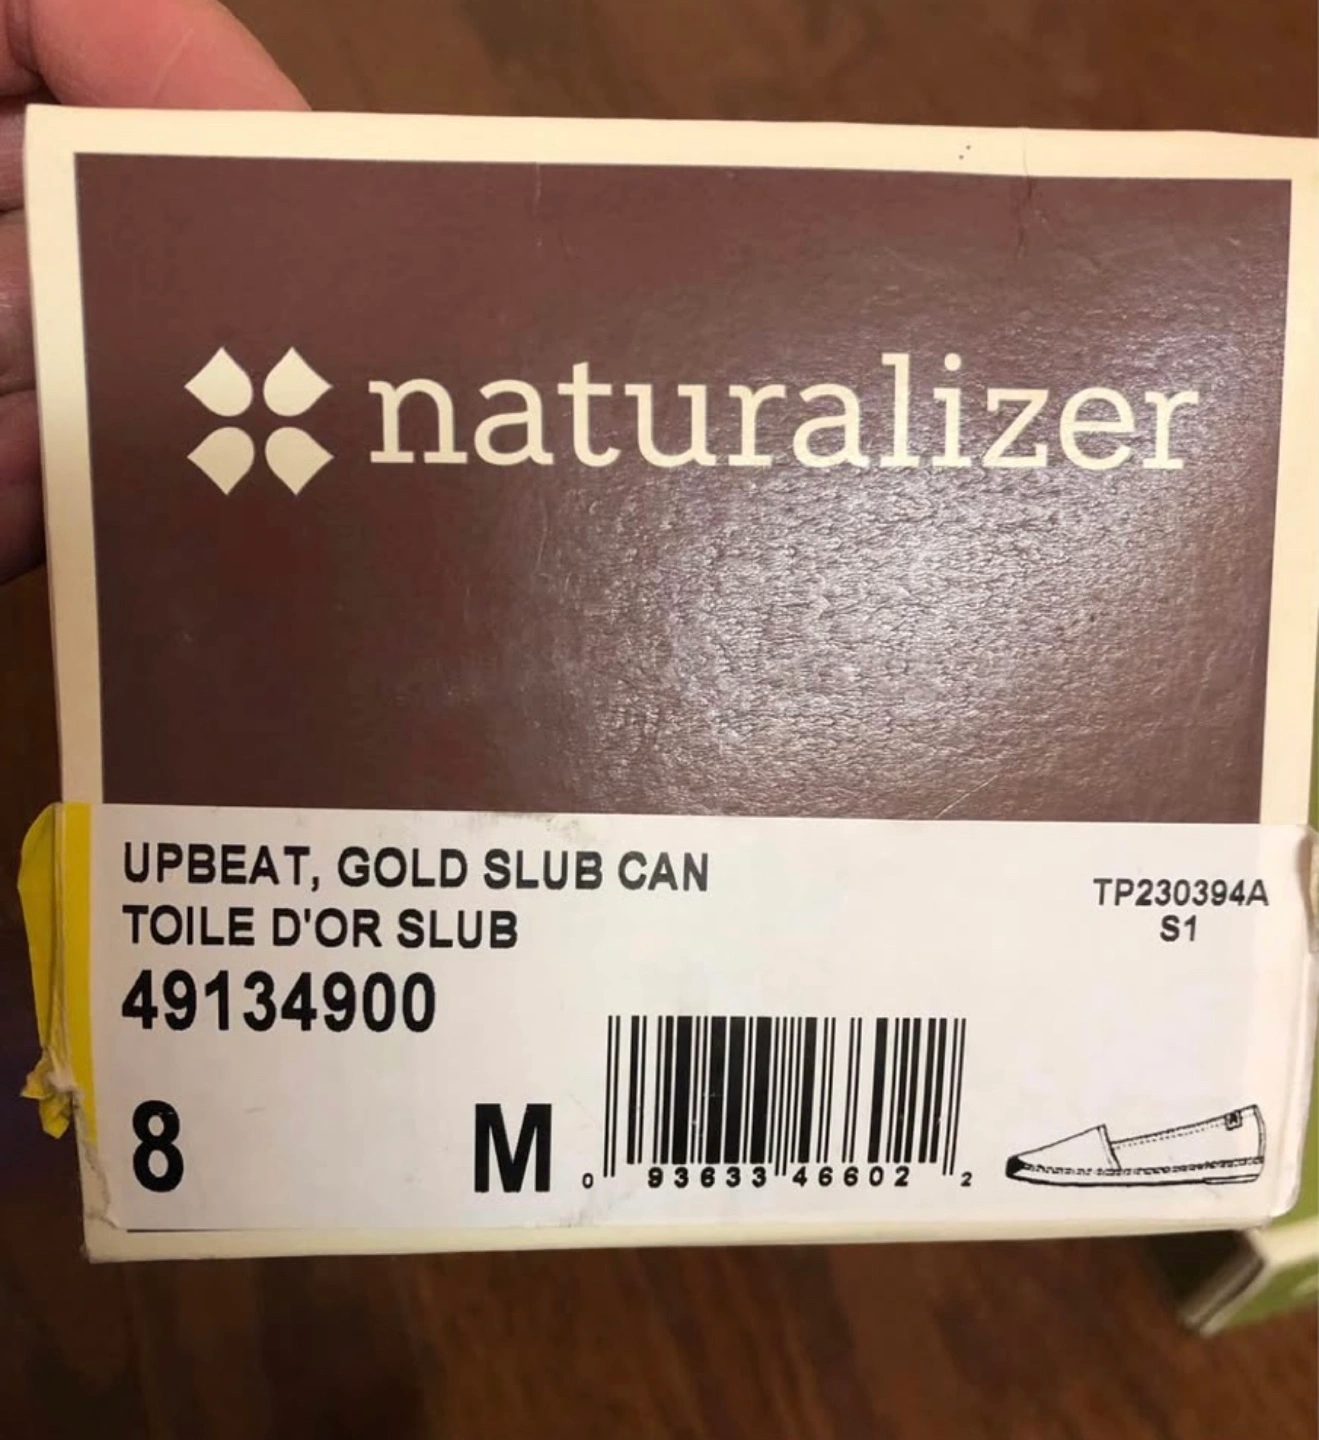 naturalizer
UPBEAT, GOLD SLUB CAN
TOILE D'OR SLUB
TP230394A
S1
49134900
8 M
0 93633 46602 2